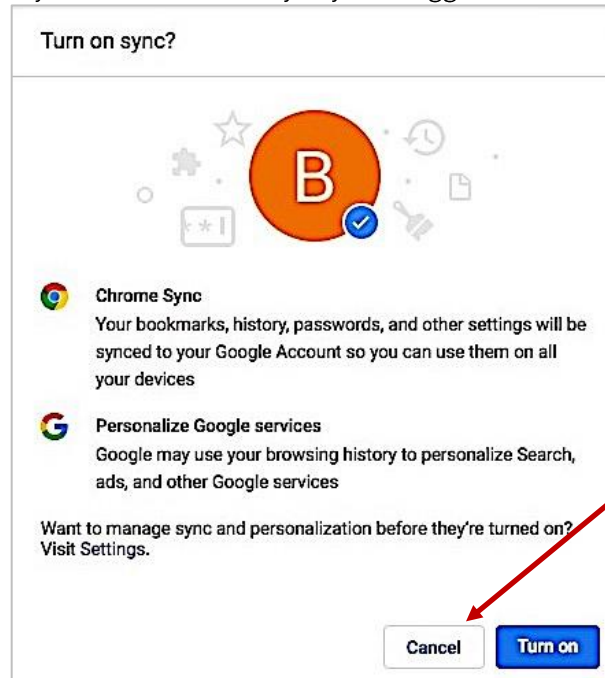 Turn on sync?
B
* * I
Chrome Sync
Your bookmarks, history, passwords, and other settings will be
synced to your Google Account so you can use them on all
your devices
Personalize Google services
Google may use your browsing history to personalize Search,
ads, and other Google services
Want to manage sync and personalization before they're turned on?
Visit Settings.
Cancel
Turn on